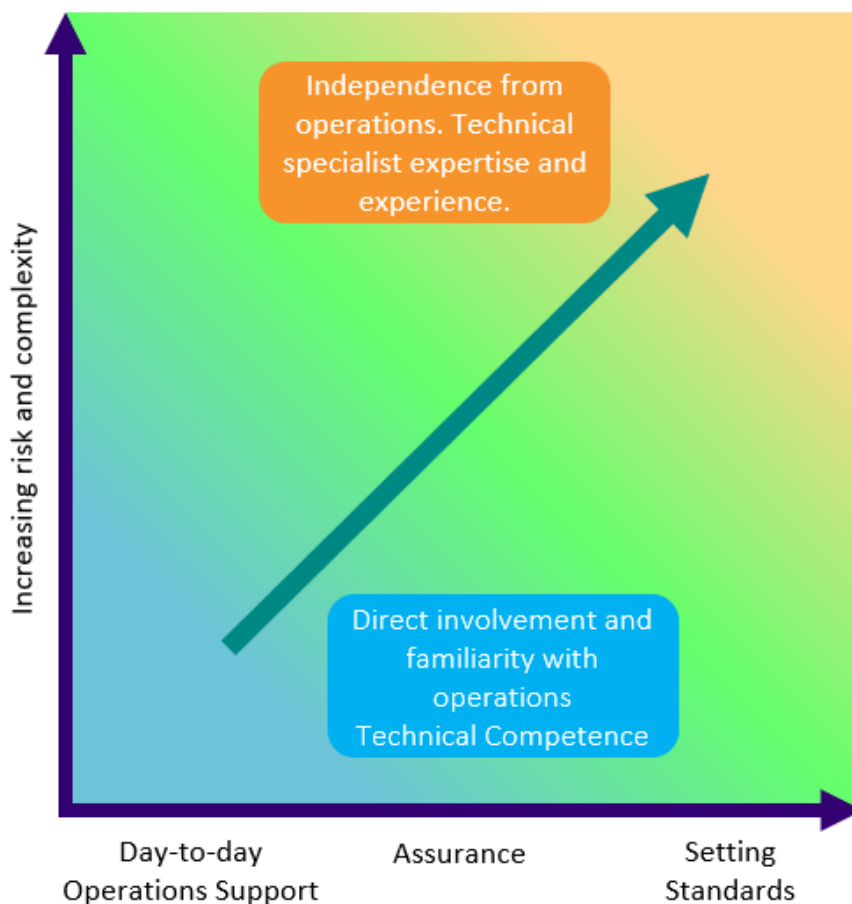 Independence from
operations. Technical
specialist expertise and
experience.
Increasing risk and complexity
Direct involvement and
familiarity with
operations
Technical Competence
Day-to-day
Operations Support
Assurance
Setting
Standards